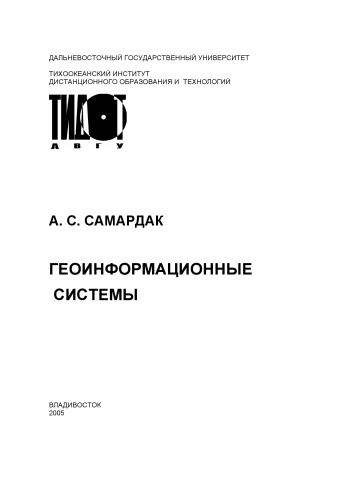 ДАЛЬНЕВОСТОЧНЫЙ ГОСУДАРСТВЕННЫЙ УНИВЕРСИТЕТ
ТИХООКЕАНСКИЙ ИНСТИТУТ
ДИСТАНЦИОННОГО ОБРАЗОВАНИЯ И ТЕХНОЛОГИЙ
ТИДОТ
ДВГУ
А. С. САМАРДАК
ГЕОИНФОРМАЦИОННЫЕ
СИСТЕМЫ
ВЛАДИВОСТОК
2005